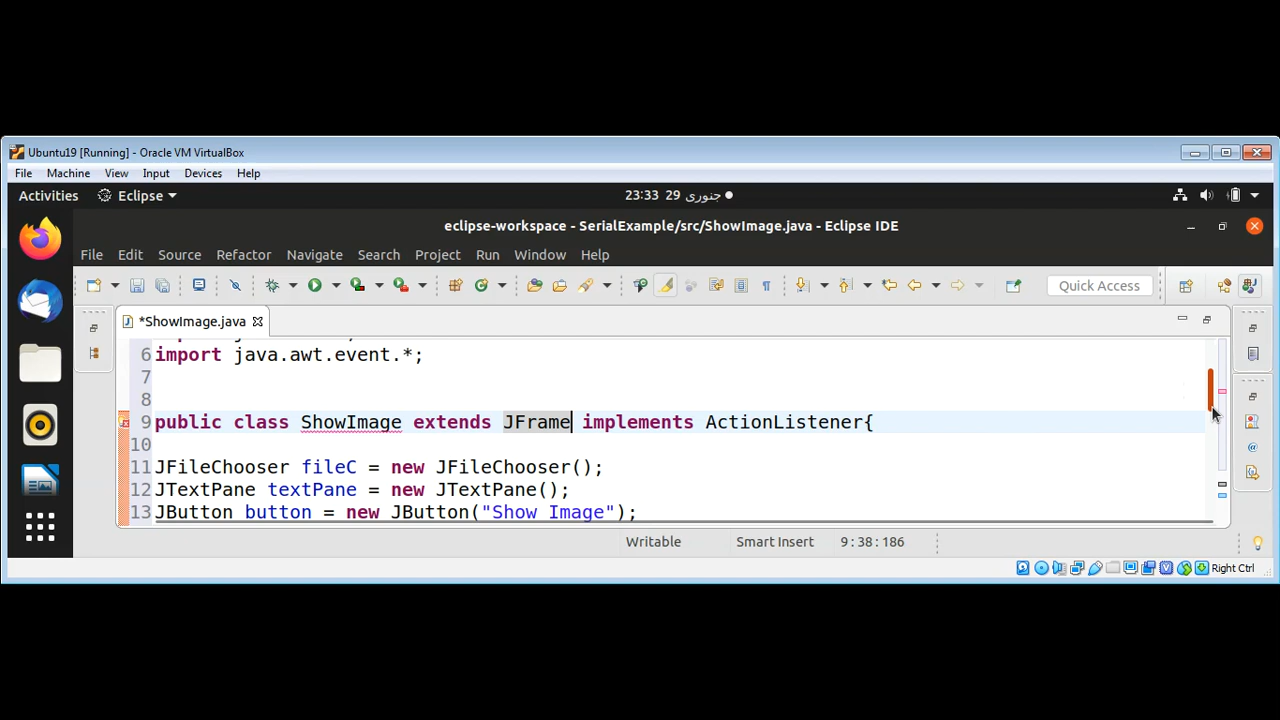 Ubuntu19 [Running] - Oracle VM VirtualBox
File Machine View Input Devices Help
Activities Eclipse 23:33 29 جنوری
eclipse-workspace - SerialExample/src/ShowImage.java - Eclipse IDE
File Edit Source Refactor Navigate Search Project Run Window Help
Quick Access
*ShowImage.java
6 import java.awt.event.*;
7
8
9 public class ShowImage extends JFrame implements ActionListener{
10
11 JFileChooser fileC = new JFileChooser();
12 JTextPane textPane = new JTextPane();
13 JButton button = new JButton("Show Image");
Writable Smart Insert 9:38:186
Right Ctrl